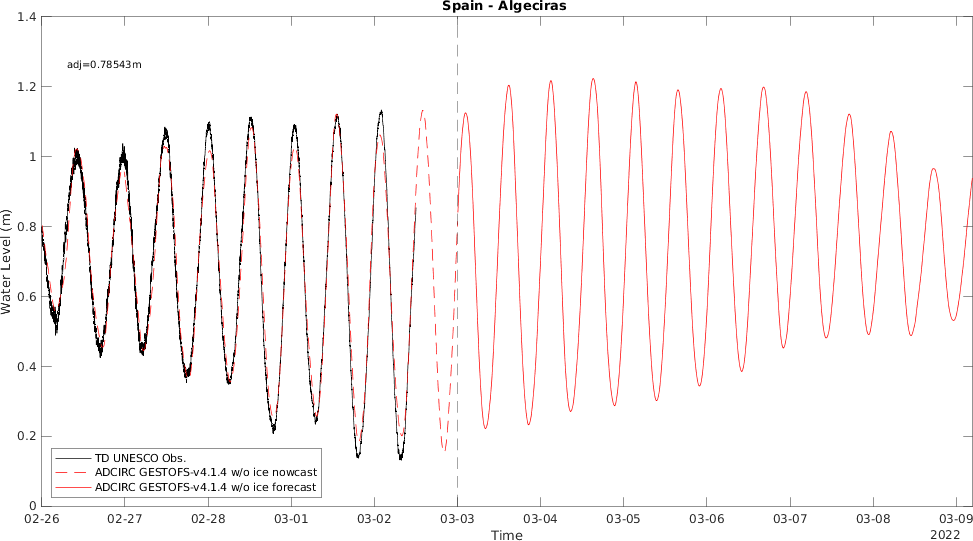 Spain - Algeciras
1.4
1.2
1
0.8
0.6
0.4
0.2
0
Water Level (m)
adj=0.78543m
TD UNESCO Obs.
ADCIRC GESTOFS-v4.1.4 w/o ice nowcast
ADCIRC GESTOFS-v4.1.4 w/o ice forecast
02-26 02-27 02-28 03-01 03-02 03-03 03-04 03-05 03-06 03-07 03-08 03-09
Time
2022